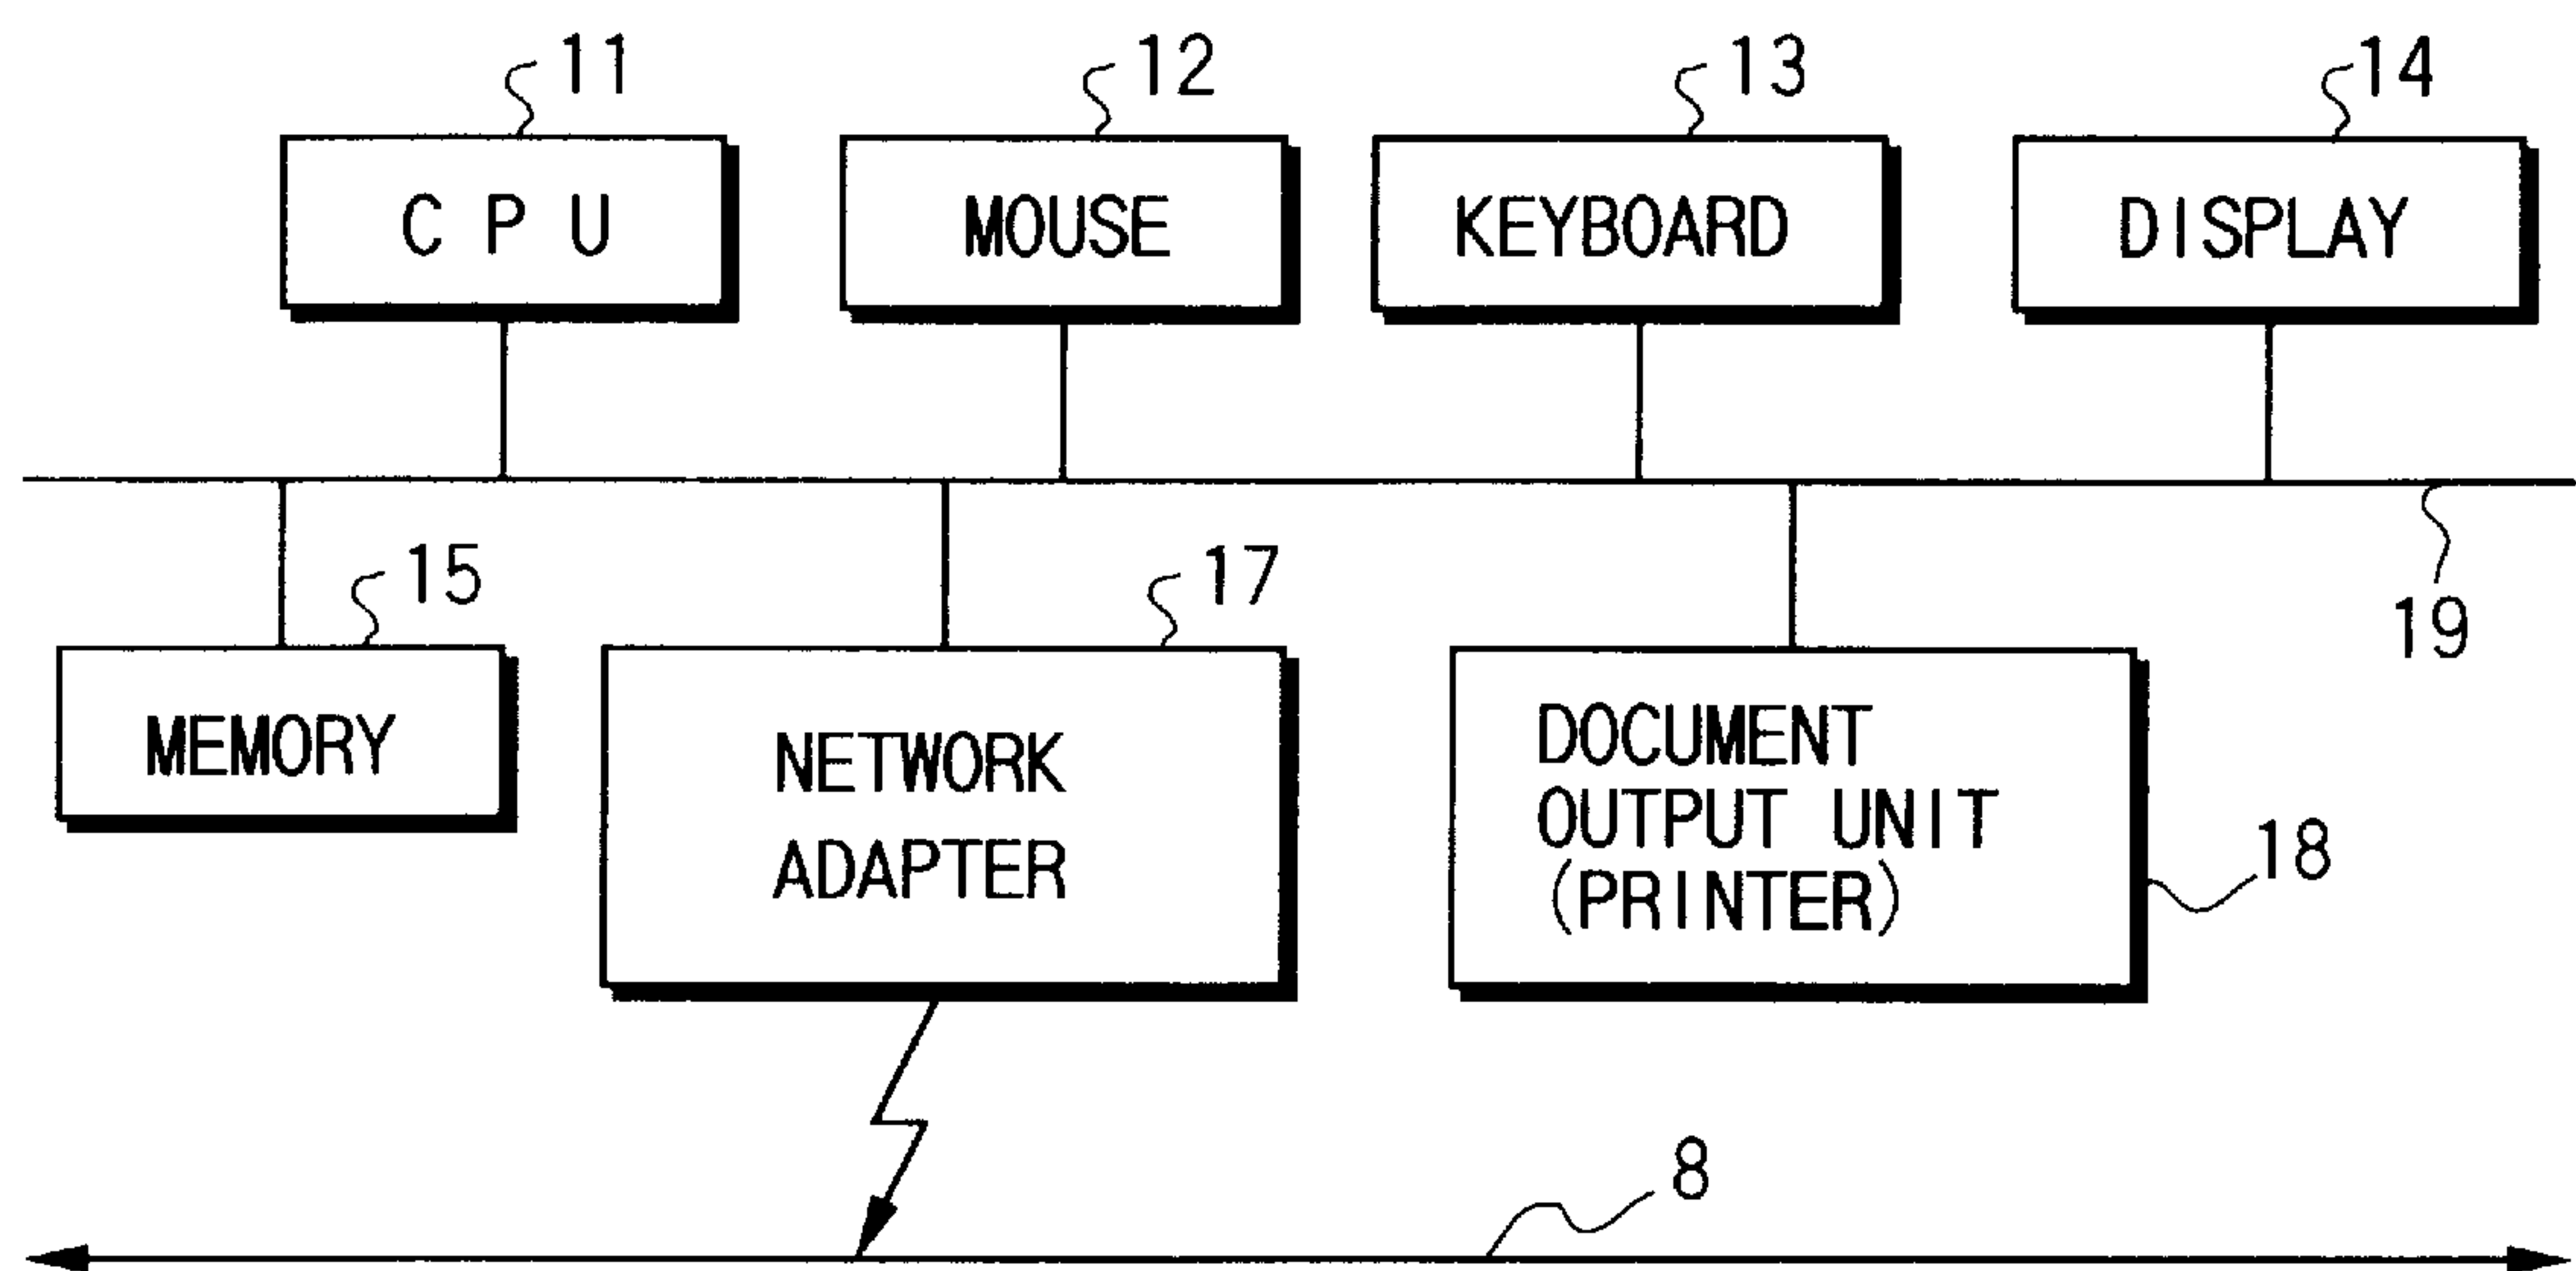 11
12
13
14
C P U
MOUSE
KEYBOARD
DISPLAY
15
17
19
MEMORY
NETWORK
ADAPTER
DOCUMENT
OUTPUT UNIT
(PRINTER)
18
8